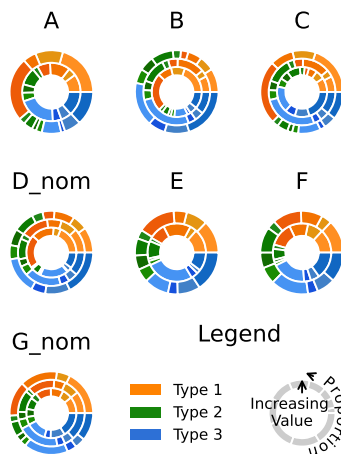 A
B
C
D_nom
E
F
G_nom
Legend
Type 1
Type 2
Type 3
Increasing
Value
Proportion